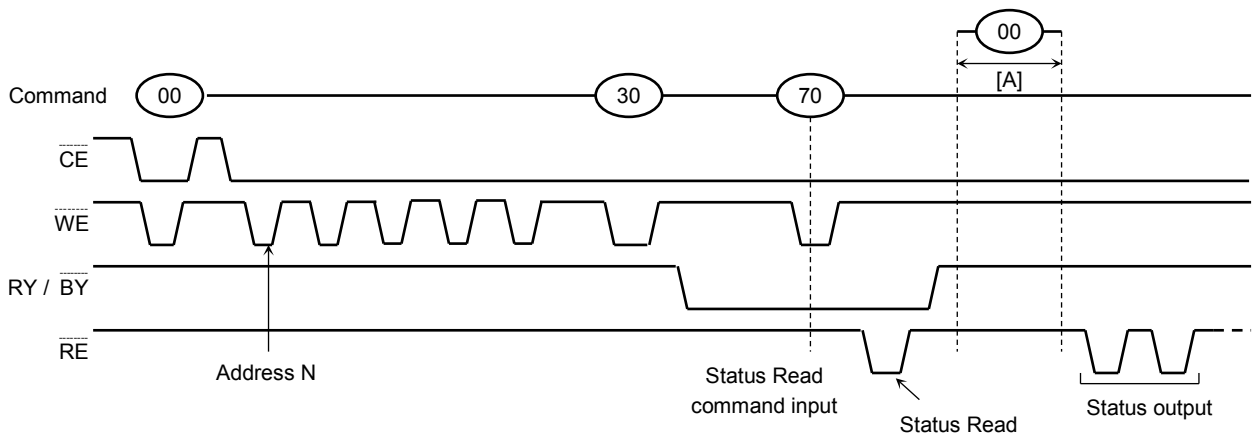 00
[A]
Command 00 30 70
CE
WE
RY / BY
RE
Address N
Status Read
command input
Status Read
Status output